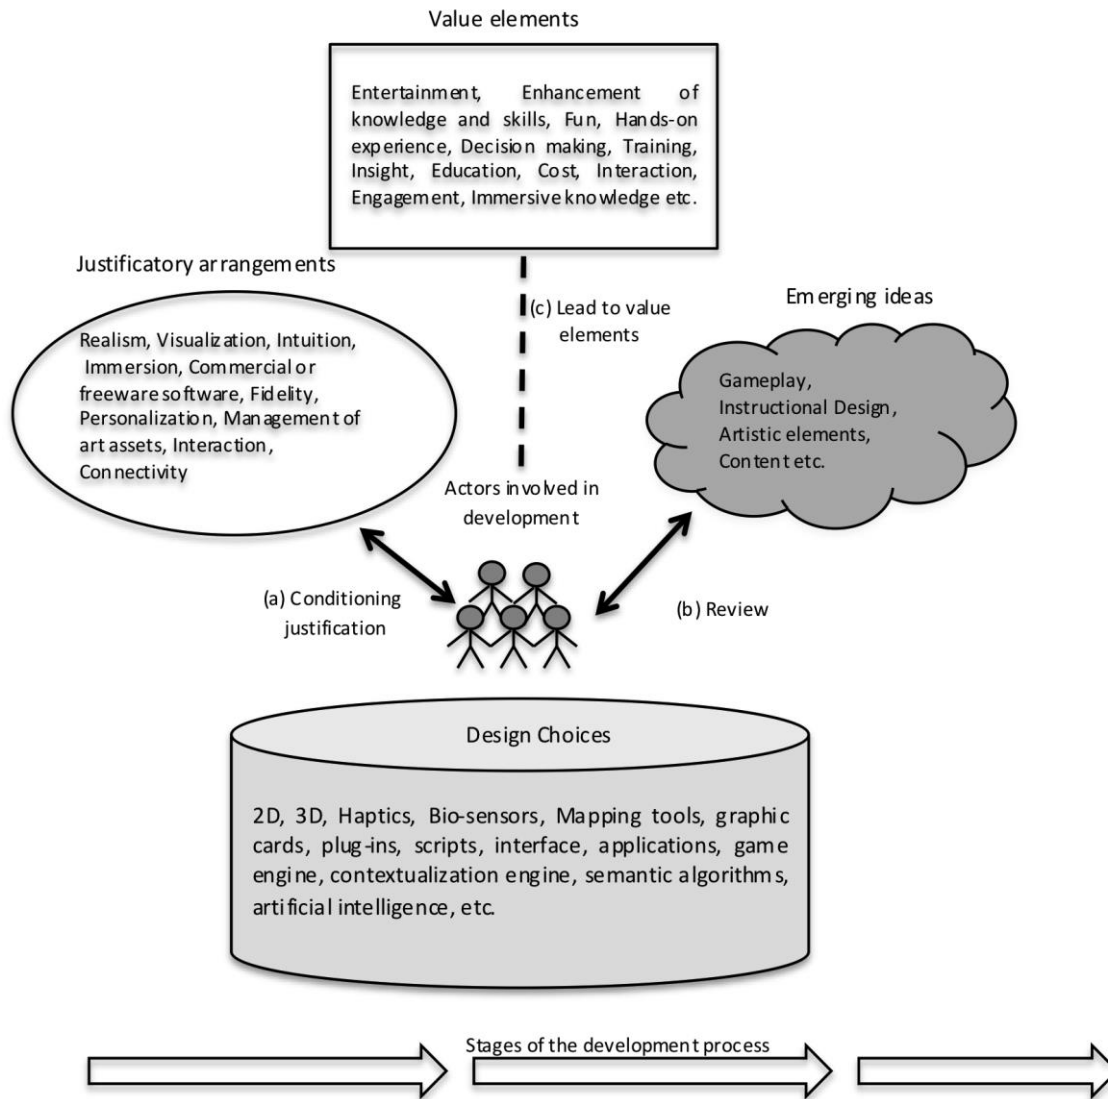 Value elements
Entertainment, Enhancement of
knowledge and skills, Fun, Hands-on
experience, Decision making, Training,
Insight, Education, Cost, Interaction,
Engagement, Immersive knowledge etc.
Justificatory arrangements
Realism, Visualization, Intuition,
Immersion, Commercial or
freeware software, Fidelity,
Personalization, Management of
art assets, Interaction,
Connectivity
(c) Lead to value
elements
Emerging ideas
Gameplay,
Instructional Design,
Artistic elements,
Content etc.
Actors involved in
development
(a) Conditioning
justification
(b) Review
Design Choices
2D, 3D, Haptics, Bio-sensors, Mapping tools, graphic
cards, plug-ins, scripts, interface, applications, game
engine, contextualization engine, semantic algorithms,
artificial intelligence, etc.
Stages of the development process